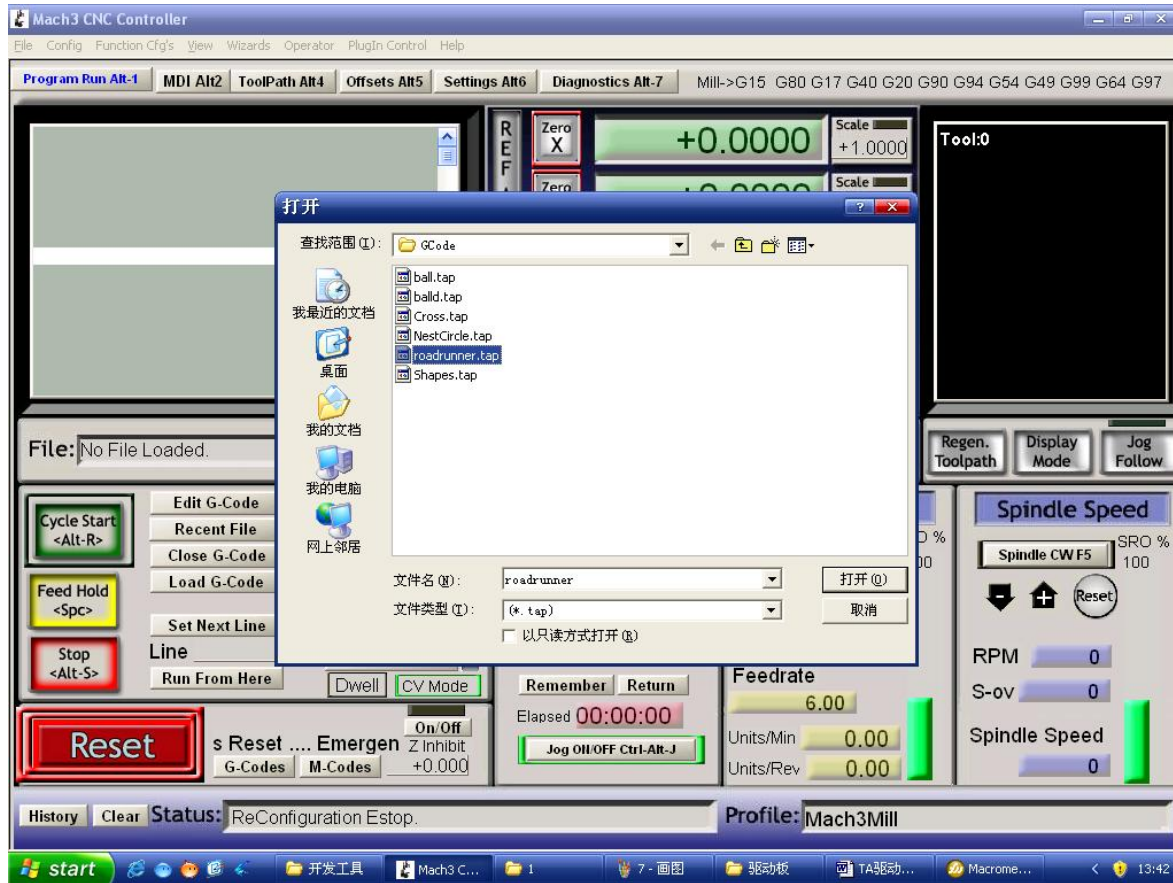 Mach3 CNC Controller
File Config Function Cfg's View Wizards Operator PlugIn Control Help
Program Run Alt-1 MDI Alt2 ToolPath Alt4 Offsets Alt5 Settings Alt6 Diagnostics Alt-7 Mill->G15 G80 G17 G40 G20 G90 G94 G54 G49 G99 G64 G97
REF
Zero X
+0.0000
Scale
+1.0000
Tool:0
Zero
Scale
打开
查找范围(I):
GCode
我最近的文档
桌面
我的文档
我的电脑
网上邻居
ball.tap
balld.tap
Cross.tap
NestCircle.tap
roadrunner.tap
Shapes.tap
文件名(N):
roadrunner
打开(O)
文件类型(T):
(*.tap)
取消
以只读方式打开(R)
File: No File Loaded.
Regen. Toolpath
Display Mode
Jog Follow
Cycle Start <Alt-R>
Feed Hold <Spc>
Stop <Alt-S>
Edit G-Code
Recent File
Close G-Code
Load G-Code
Set Next Line
Line
Run From Here
Dwell
CV Mode
Remember
Return
Elapsed 00:00:00
Jog ON/OFF Ctrl-Alt-J
Feedrate
6.00
Units/Min 0.00
Units/Rev 0.00
Spindle Speed
Spindle CW F5
SRO %
100
Reset
RPM 0
S-ov 0
Spindle Speed
0
Reset
s Reset .... Emergen
G-Codes
M-Codes
On/Off
Z Inhibit
+0.000
History
Clear
Status: ReConfiguration Estop.
Profile: Mach3Mill
start
开发工具
Mach3 C...
1
7 - 画图
驱动板
TA驱动...
Macrome...
13:42